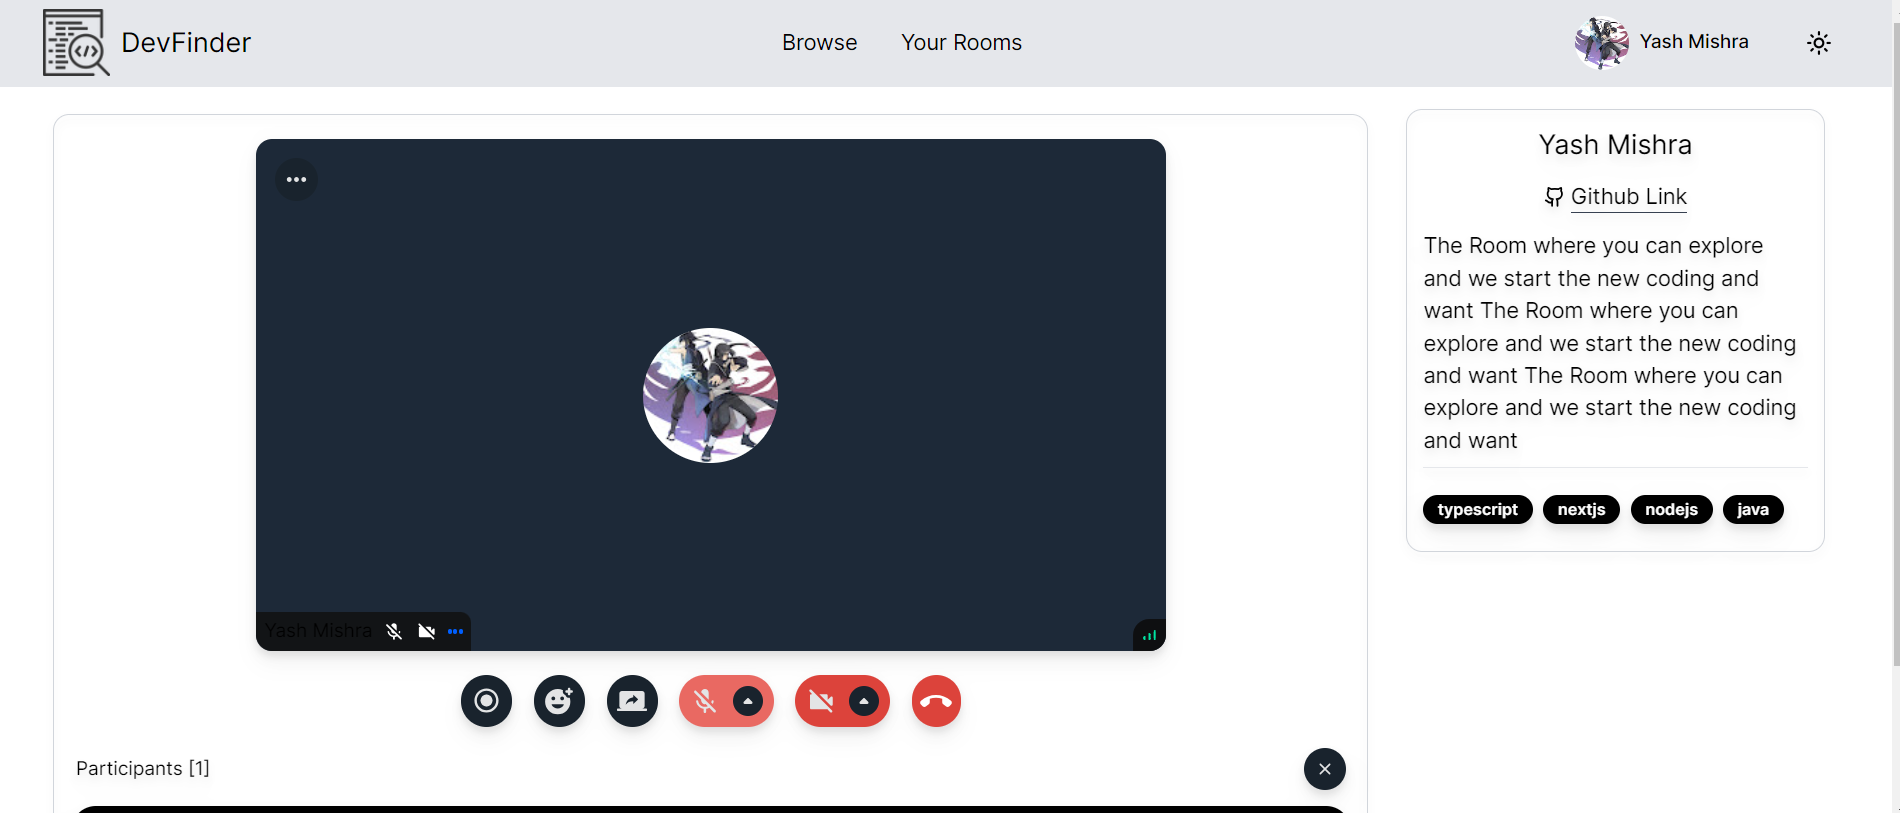 DevFinder
Browse
Your Rooms
Yash Mishra
Yash Mishra
Participants [1]
Yash Mishra
Github Link
The Room where you can explore
and we start the new coding and
want The Room where you can
explore and we start the new coding
and want The Room where you can
explore and we start the new coding
and want
typescript nextjs nodejs java